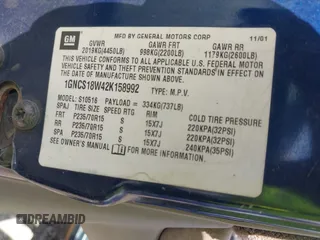 GM
MFD BY GENERAL MOTORS CORP
11/01
GVWR GAWR FRT GAWR RR
2019KG(4450LB) 998KG(2200LB) 1179KG(2600LB)
THIS VEHICLE CONFORMS TO ALL APPLICABLE U.S. FEDERAL MOTOR
VEHICLE SAFETY AND THEFT PREVENTION STANDARDS IN EFFECT ON
THE DATE OF MANUFACTURE SHOWN ABOVE.
1GNCS18W42K158992 TYPE: M.P.V.
MODEL: S10516 PAYLOAD = 334KG(737LB)
TIRE SIZE SPEED RTG RIM COLD TIRE PRESSURE
FRT P235/70R15 S 15X7J 220KPA(32PSI)
RR P235/70R15 S 15X7J 220KPA(32PSI)
SPA P235/70R15 S 15X7J 240KPA(35PSI)
SEE OWNER'S MANUAL FOR MORE INFORMATION.
DREAMBID